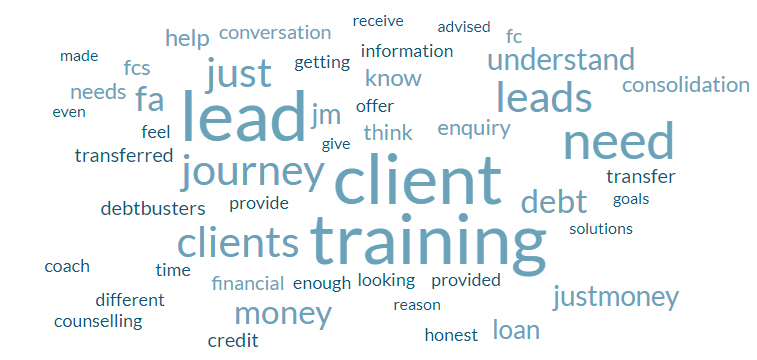 receive
advised
help
conversation
fc
made
getting
information
understand
fcs
just
know
consolidation
needs
fa
leads
even
lead
jm
offer
feel
think
enquiry
need
give
transferred
journey
client
transfer
debtbusters
provide
debt
goals
clients
training
solutions
coach
time
financial
enough
looking
provided
justmoney
different
money
reason
counselling
credit
honest
loan